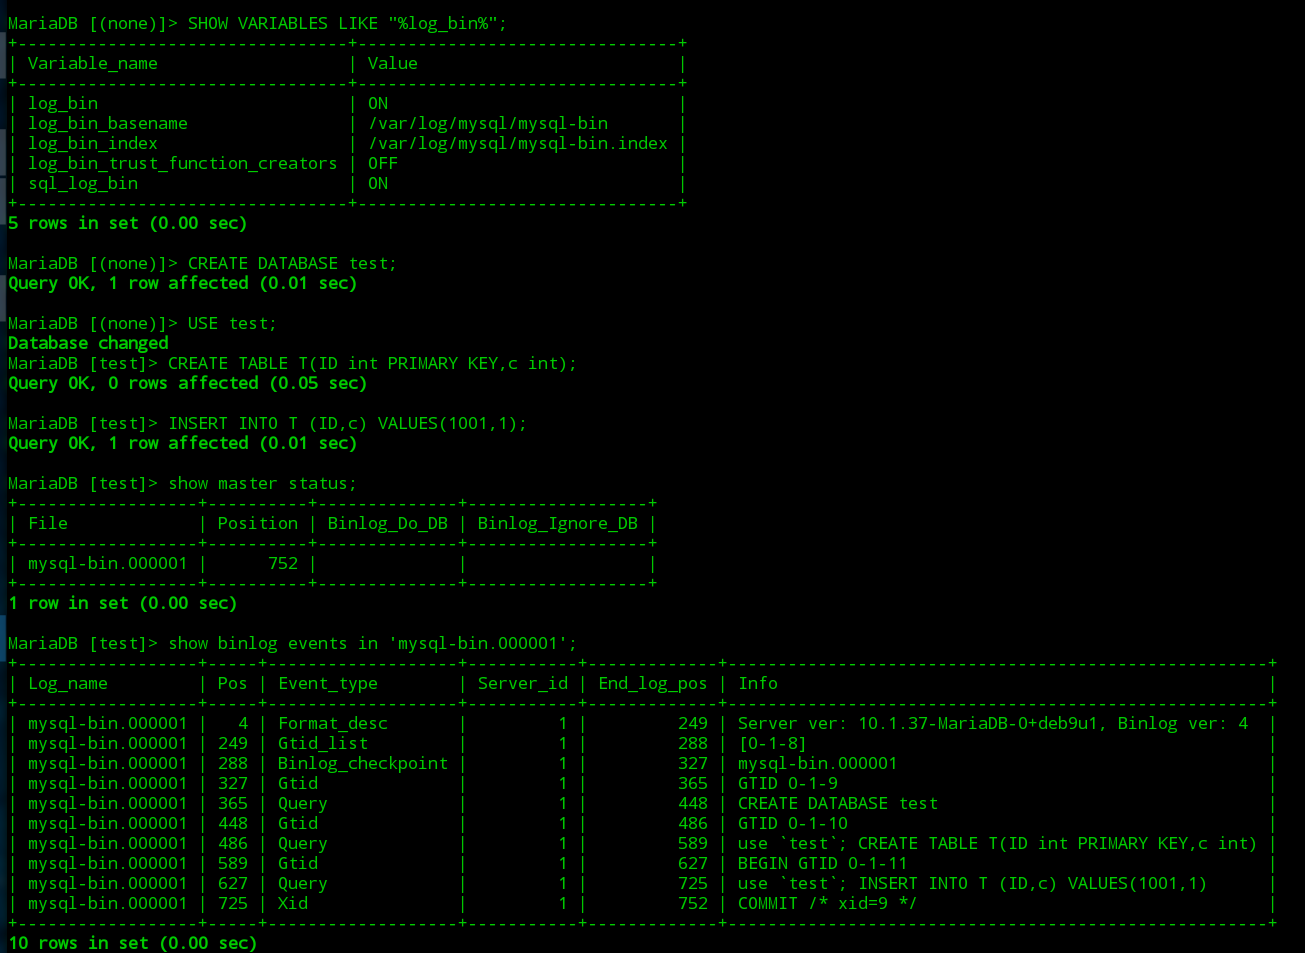 MariaDB [(none)]> SHOW VARIABLES LIKE "%log_bin%";
+---------------------------------+--------------------------------+
| Variable_name                   | Value                          |
+---------------------------------+--------------------------------+
| log_bin                         | ON                             |
| log_bin_basename                | /var/log/mysql/mysql-bin       |
| log_bin_index                   | /var/log/mysql/mysql-bin.index |
| log_bin_trust_function_creators | OFF                            |
| sql_log_bin                     | ON                             |
+---------------------------------+--------------------------------+
5 rows in set (0.00 sec)

MariaDB [(none)]> CREATE DATABASE test;
Query OK, 1 row affected (0.01 sec)

MariaDB [(none)]> USE test;
Database changed
MariaDB [test]> CREATE TABLE T(ID int PRIMARY KEY,c int);
Query OK, 0 rows affected (0.05 sec)

MariaDB [test]> INSERT INTO T (ID,c) VALUES(1001,1);
Query OK, 1 row affected (0.01 sec)

MariaDB [test]> show master status;
+------------------+----------+--------------+------------------+
| File             | Position | Binlog_Do_DB | Binlog_Ignore_DB |
+------------------+----------+--------------+------------------+
| mysql-bin.000001 |      752 |              |                  |
+------------------+----------+--------------+------------------+
1 row in set (0.00 sec)

MariaDB [test]> show binlog events in 'mysql-bin.000001';
+------------------+-----+-------------------+-----------+-------------+------------------------------------------------------+
| Log_name         | Pos | Event_type        | Server_id | End_log_pos | Info                                                 |
+------------------+-----+-------------------+-----------+-------------+------------------------------------------------------+
| mysql-bin.000001 |   4 | Format_desc       |         1 |         249 | Server ver: 10.1.37-MariaDB-0+deb9u1, Binlog ver: 4  |
| mysql-bin.000001 | 249 | Gtid_list         |         1 |         288 | [0-1-8]                                              |
| mysql-bin.000001 | 288 | Binlog_checkpoint |         1 |         327 | mysql-bin.000001                                     |
| mysql-bin.000001 | 327 | Gtid              |         1 |         365 | GTID 0-1-9                                           |
| mysql-bin.000001 | 365 | Query             |         1 |         448 | CREATE DATABASE test                                 |
| mysql-bin.000001 | 448 | Gtid              |         1 |         486 | GTID 0-1-10                                          |
| mysql-bin.000001 | 486 | Query             |         1 |         589 | use `test`; CREATE TABLE T(ID int PRIMARY KEY,c int) |
| mysql-bin.000001 | 589 | Gtid              |         1 |         627 | BEGIN GTID 0-1-11                                    |
| mysql-bin.000001 | 627 | Query             |         1 |         725 | use `test`; INSERT INTO T (ID,c) VALUES(1001,1)      |
| mysql-bin.000001 | 725 | Xid               |         1 |         752 | COMMIT /* xid=9 */                                   |
+------------------+-----+-------------------+-----------+-------------+------------------------------------------------------+
10 rows in set (0.00 sec)